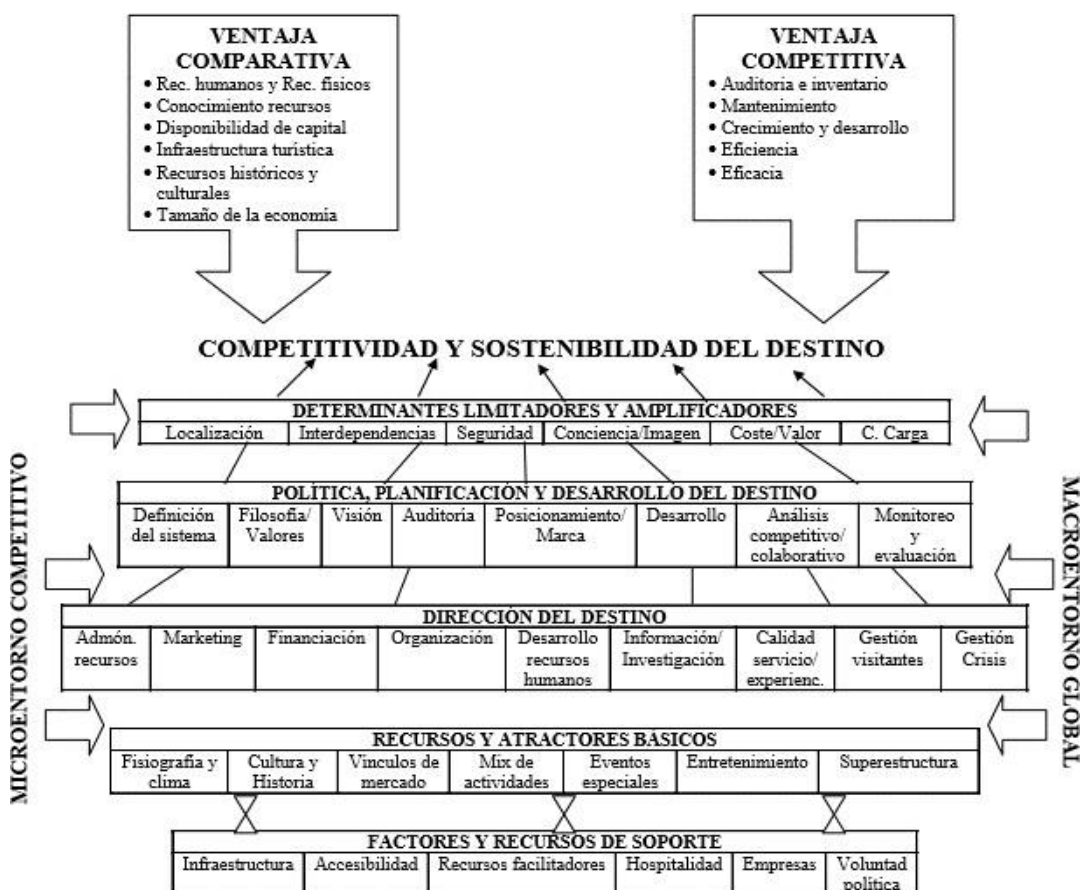 VENTAJA
COMPARATIVA
• Rec. humanos y Rec. físicos
• Conocimiento recursos
• Disponibilidad de capital
• Infraestructura turística
• Recursos históricos y
culturales
• Tamaño de la economía
VENTAJA
COMPETITIVA
• Auditoria e inventario
• Mantenimiento
• Crecimiento y desarrollo
• Eficiencia
• Eficacia
COMPETITIVIDAD Y SOSTENIBILIDAD DEL DESTINO
DETERMINANTES LIMITADORES Y AMPLIFICADORES
Localización
Interdependencias
Seguridad
Conciencia/Imagen
Coste/Valor
C. Carga
POLÍTICA, PLANIFICACIÓN Y DESARROLLO DEL DESTINO
Definición
del sistema
Filosofía/
Valores
Visión
Auditoría
Posicionamiento/
Marca
Desarrollo
Análisis
competitivo/
colaborativo
Monitoreo
y
evaluación
DIRECCIÓN DEL DESTINO
Admón.
recursos
Marketing
Financiación
Organización
Desarrollo
recursos
humanos
Información/
Investigación
Calidad
servicio/
experienc.
Gestión
visitantes
Gestión
Crisis
RECURSOS Y ATRACTORES BÁSICOS
Fisiografía y
clima
Cultura y
Historia
Vínculos de
mercado
Mix de
actividades
Eventos
especiales
Entretenimiento
Superestructura
FACTORES Y RECURSOS DE SOPORTE
Infraestructura
Accesibilidad
Recursos facilitadores
Hospitalidad
Empresas
Voluntad
política
MICROENTORNO COMPETITIVO
MACROENTORNO GLOBAL